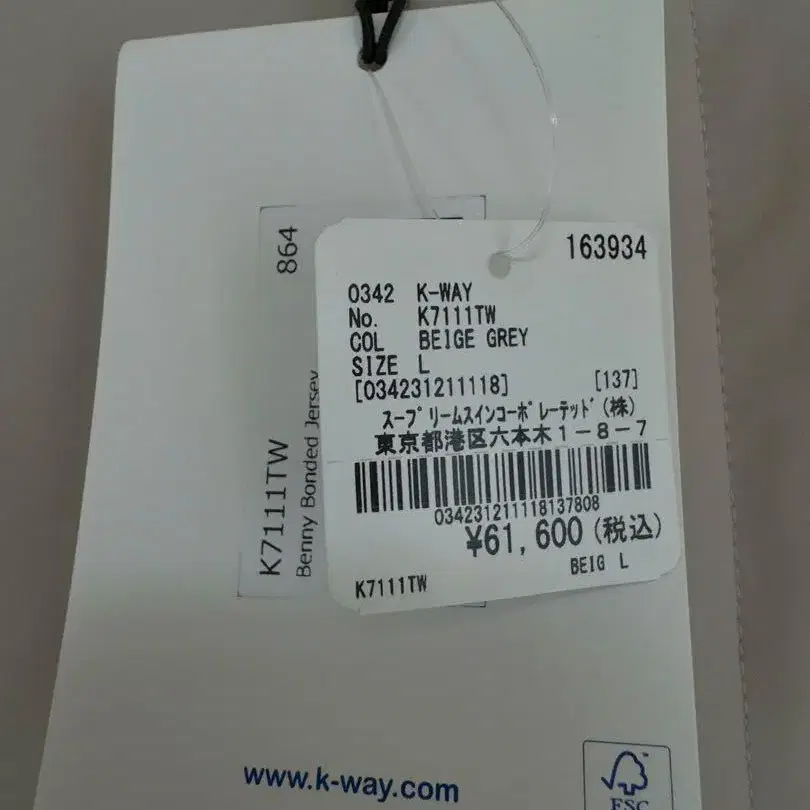 163934
0342 K-WAY
No. K7111TW
COL BEIGE GREY
SIZE L
[034231211118] [137]
ｽｰﾌﾟﾘｰﾑｽｲﾝｺｰﾎﾟﾚｰﾃｯﾄﾞ(株)
東京都港区六本木1-8-7
034231211118137808
¥61,600(税込)
BEIG L
K7111TW
864
K7111TW
Benny Bonded Jersey
www.k-way.com
FSC